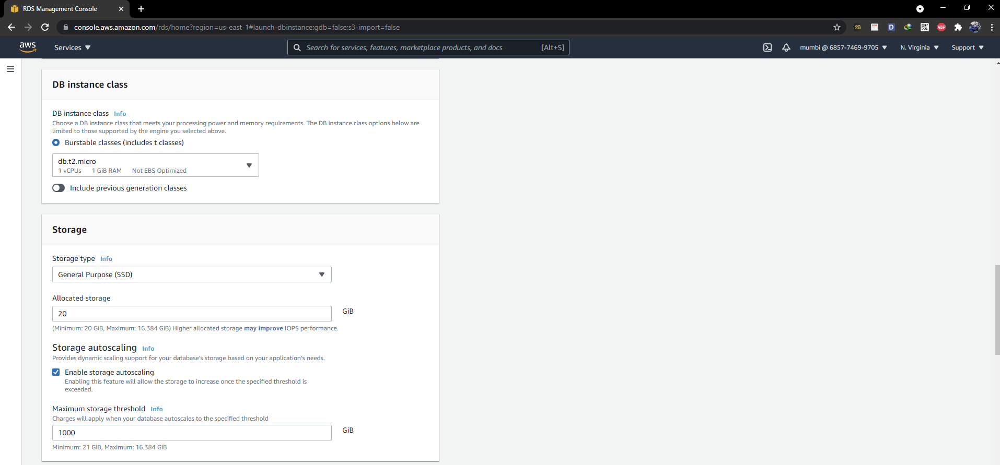 RDS Management Console
console.aws.amazon.com/rds/home?region=us-east-1#launch-dbinstance:gdb=false;s3-import=false
98
D
ABP
aws
Services
Search for services, features, marketplace products, and docs [Alt+S]
mumbi @ 6857-7469-9705
N. Virginia
Support
DB instance class
DB instance class Info
Choose a DB instance class that meets your processing power and memory requirements. The DB instance class options below are
limited to those supported by the engine you selected above.
Burstable classes (includes t classes)
db.t2.micro
1 vCPUs 1 GiB RAM Not EBS Optimized
Include previous generation classes
Storage
Storage type Info
General Purpose (SSD)
Allocated storage
20
GiB
(Minimum: 20 GiB, Maximum: 16.384 GiB) Higher allocated storage may improve IOPS performance.
Storage autoscaling Info
Provides dynamic scaling support for your database's storage based on your application's needs.
Enable storage autoscaling
Enabling this feature will allow the storage to increase once the specified threshold is
exceeded.
Maximum storage threshold Info
Charges will apply when your database autoscales to the specified threshold
1000
GiB
Minimum: 21 GiB, Maximum: 16.384 GiB